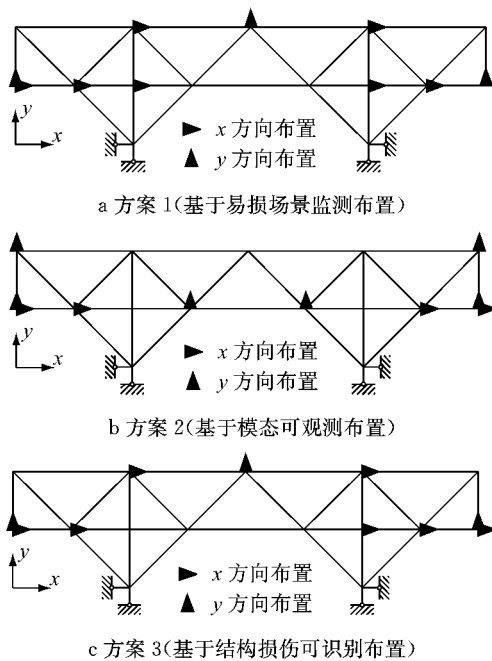 y
x
x 方向布置
y 方向布置
a 方案 1(基于易损场景监测布置)
y
x
x 方向布置
y 方向布置
b 方案 2(基于模态可观测布置)
y
x
x 方向布置
y 方向布置
c 方案 3(基于结构损伤可识别布置)